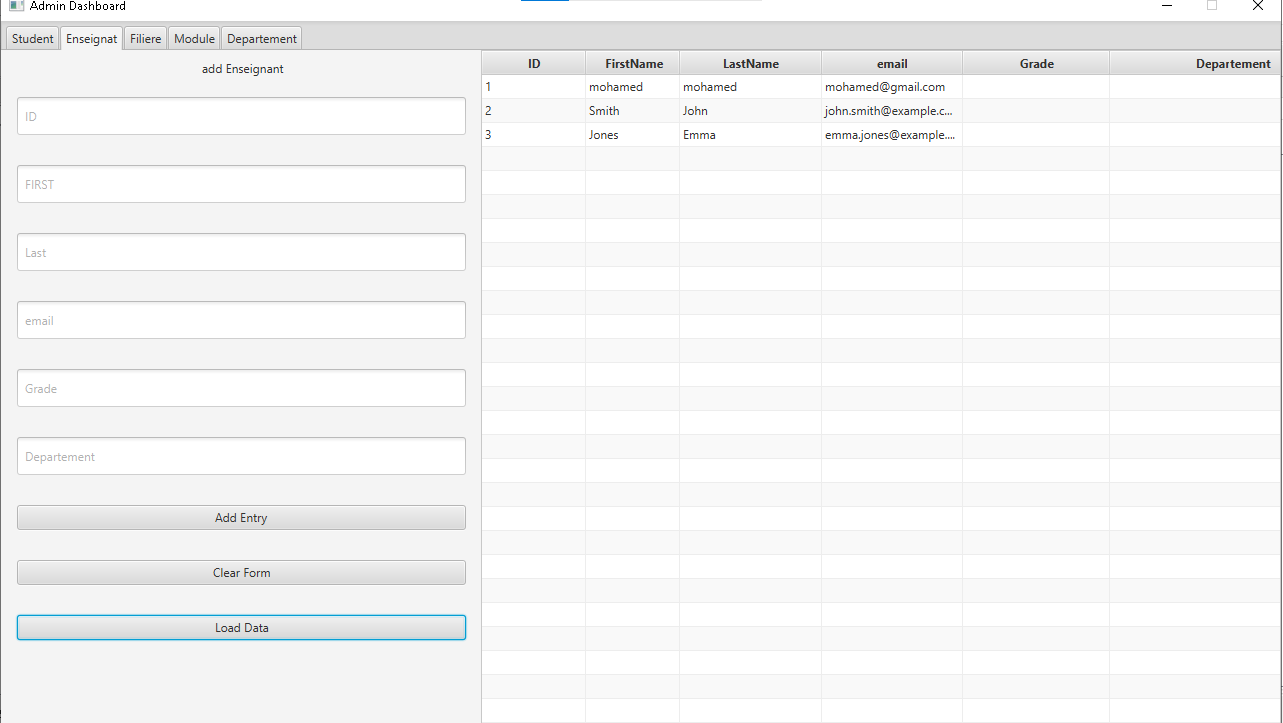 Admin Dashboard
Student Enseignat Filiere Module Departement
add Enseignant
ID
FIRST
Last
email
Grade
Departement
Add Entry
Clear Form
Load Data
ID FirstName LastName email Grade Departement
1 mohamed mohamed mohamed@gmail.com
2 Smith John john.smith@example.c...
3 Jones Emma emma.jones@example....